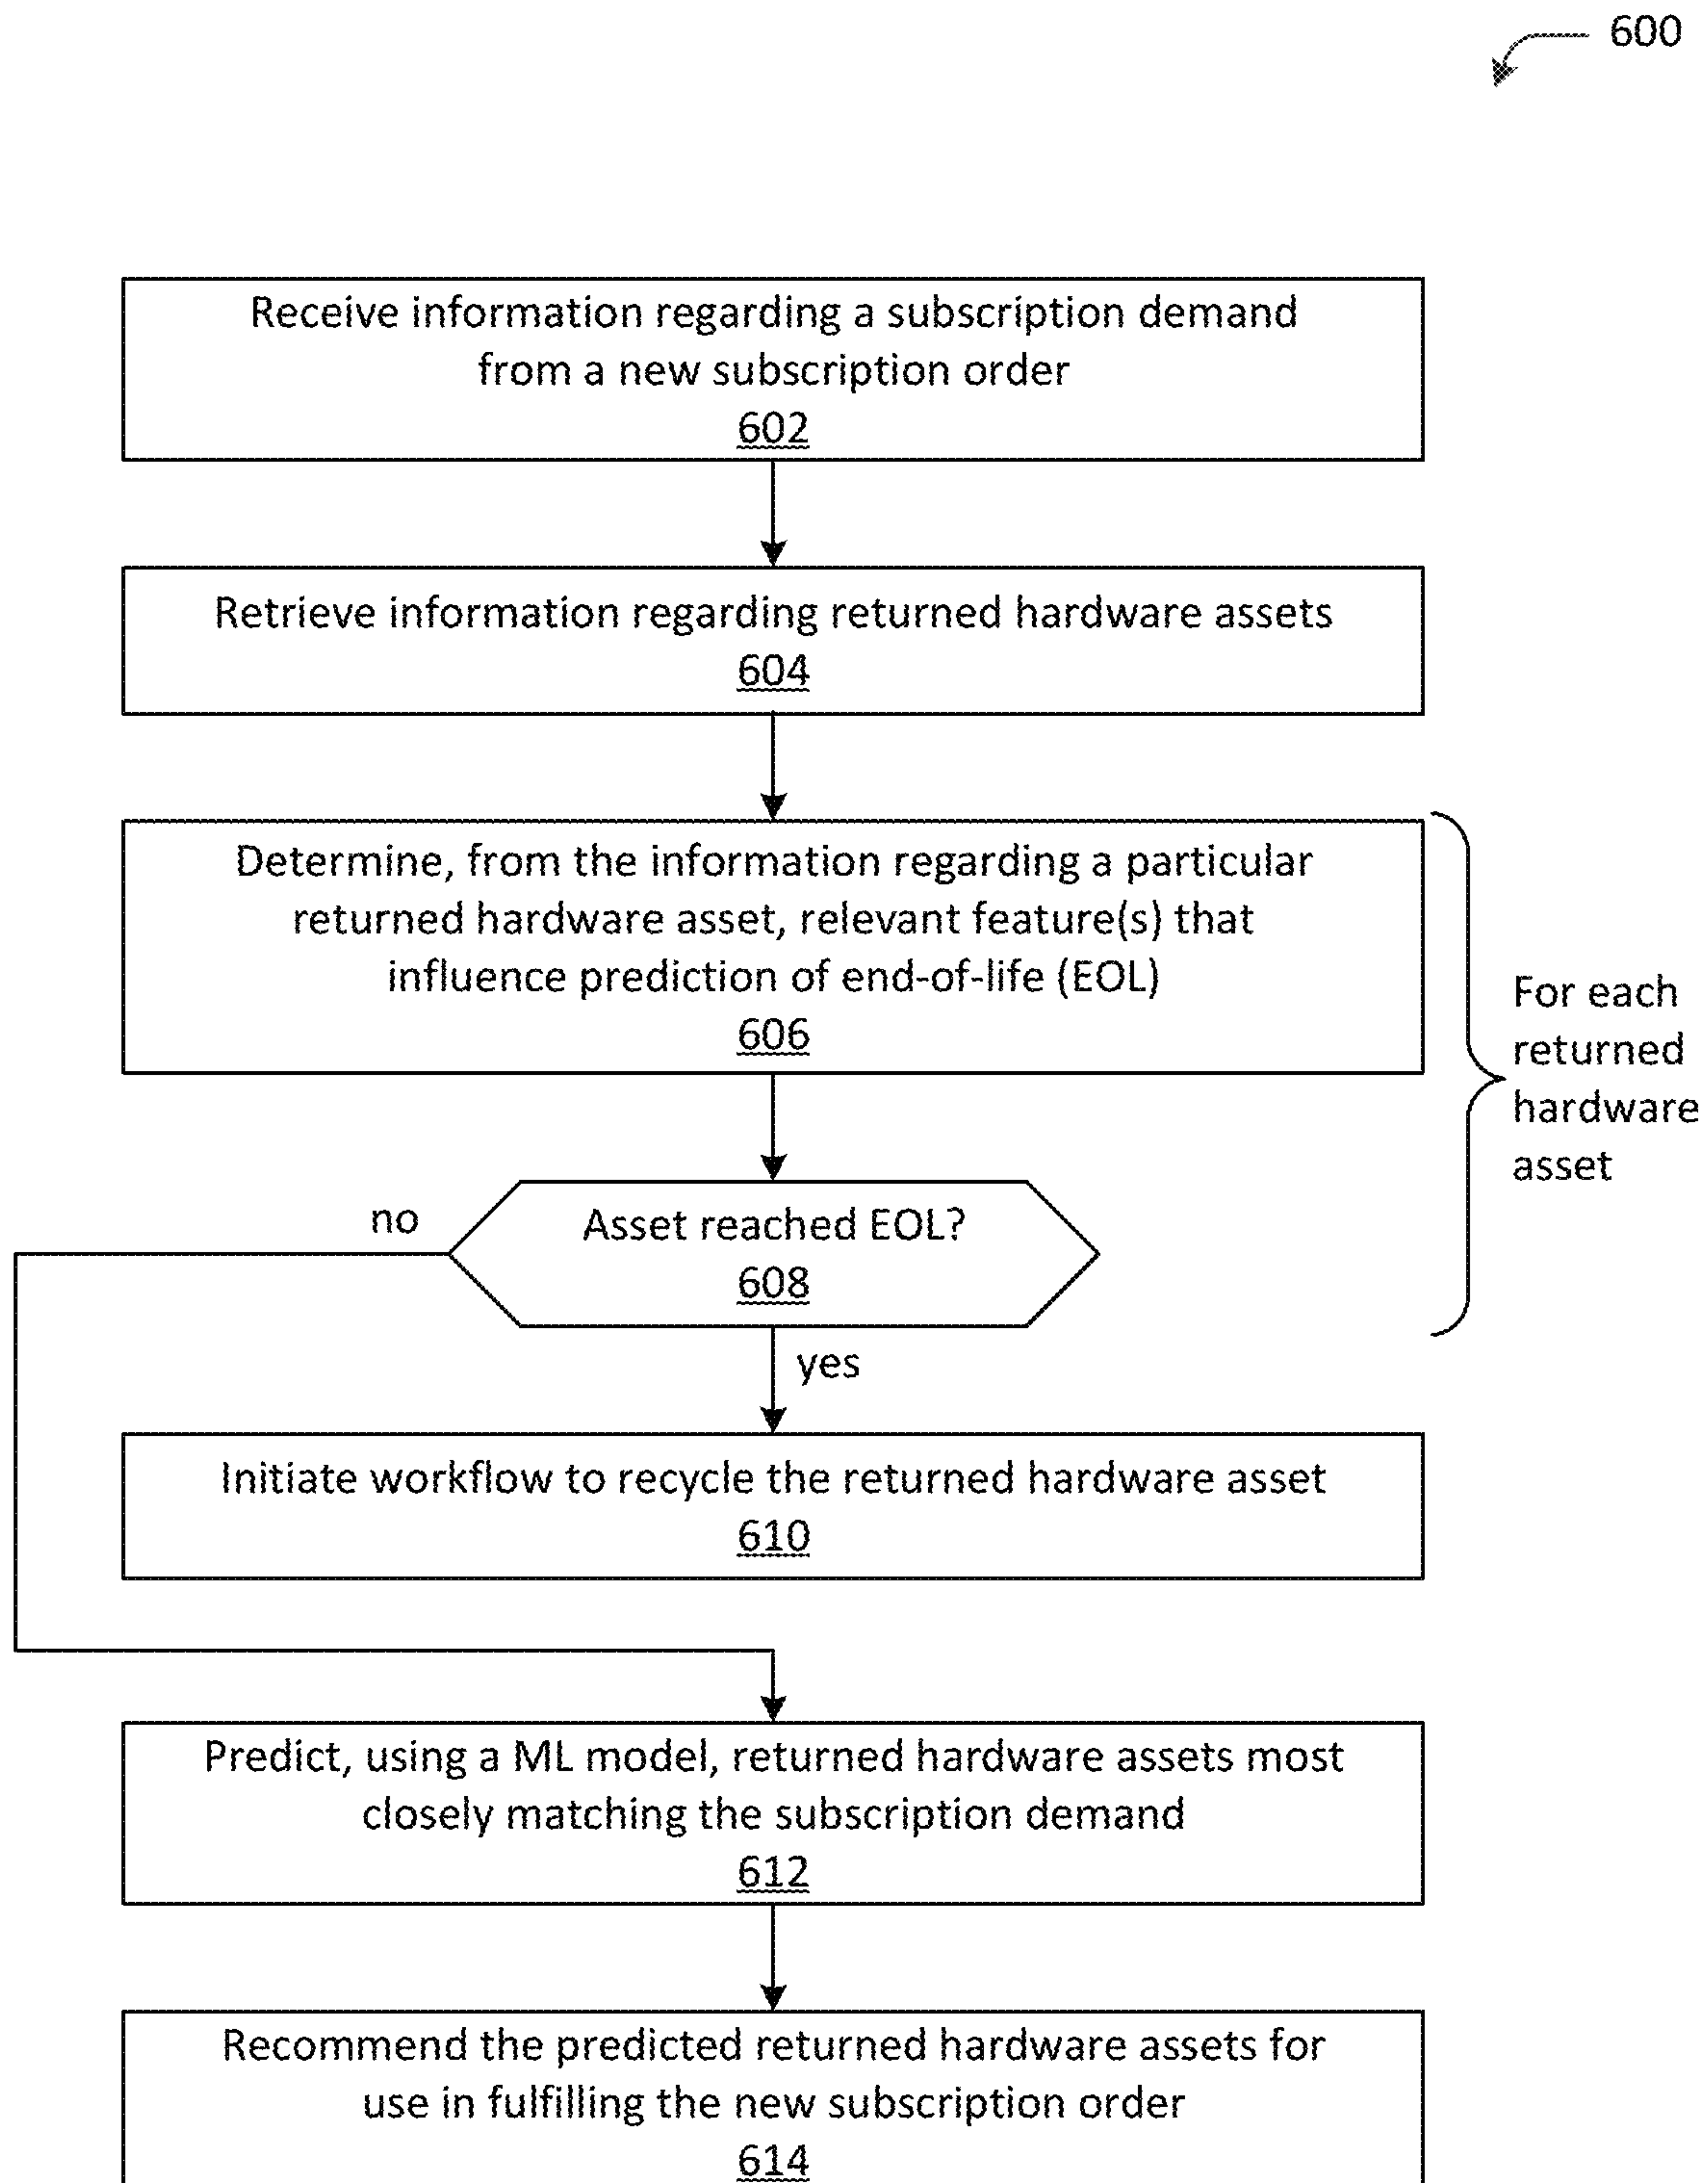 600
Receive information regarding a subscription demand
from a new subscription order
602
Retrieve information regarding returned hardware assets
604
Determine, from the information regarding a particular
returned hardware asset, relevant feature(s) that
influence prediction of end-of-life (EOL)
606
For each
returned
hardware
asset
no
Asset reached EOL?
608
yes
Initiate workflow to recycle the returned hardware asset
610
Predict, using a ML model, returned hardware assets most
closely matching the subscription demand
612
Recommend the predicted returned hardware assets for
use in fulfilling the new subscription order
614